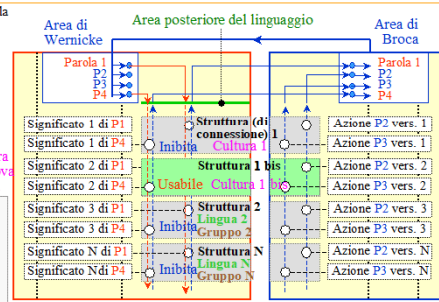 la
Area di
Wernicke
Area posteriore del linguaggio
Area di
Broca
Parola 1
P2
P3
P4
Parola 1
P2
P3
P4
Significato 1 di P1
Struttura (di
connessione) 1
Azione P2 vers. 1
Significato 1 di P4
Inibita
Cultura 1
Azione P3 vers. 1
Significato 2 di P1
Struttura 1 bis
Azione P2 vers. 2
Significato 2 di P4
Usabile
Cultura 1 bis
Azione P3 vers. 2
Significato 3 di P1
Struttura 2
Azione P2 vers. 3
Significato 3 di P4
Inibita
Lingua 2
Gruppo 2
Azione P3 vers. 3
Significato N di P1
Struttura N
Azione P2 vers. N
Significato Ndi P4
Inibita
Lingua N
Gruppo N
Azione P3 vers. N